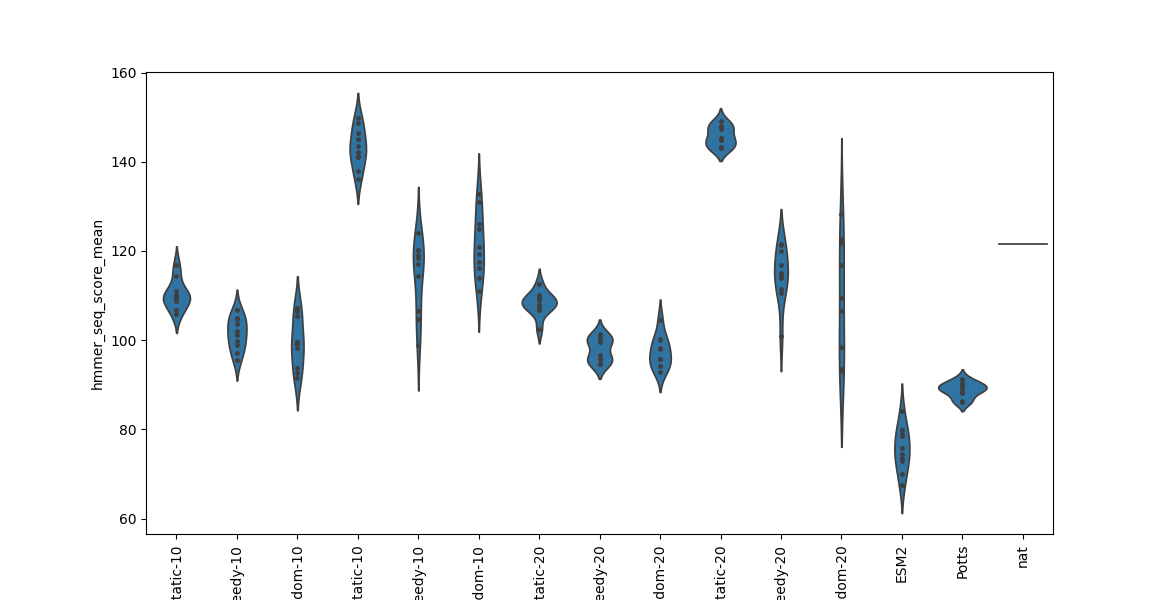 160
140
120
100
80
60
hmmer_seq_score_mean
tatic-10
eedy-10
dom-10
tatic-10
eedy-10
dom-10
tatic-20
eedy-20
dom-20
tatic-20
eedy-20
dom-20
ESM2
Potts
nat